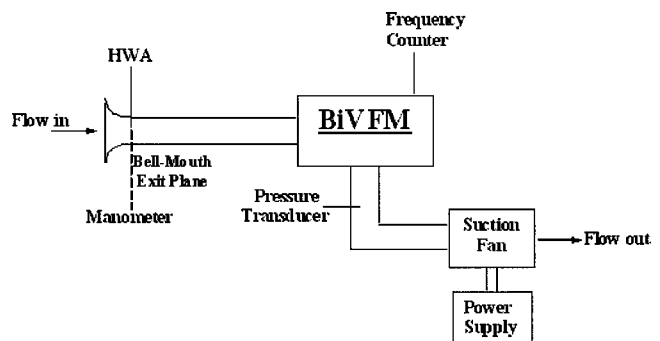 Frequency
Counter
HWA
BiVFM
Flow in
Bell-Mouth
Exit Plane
Manometer
Pressure
Transducer
Suction
Fan
Flow out.
Power
Supply